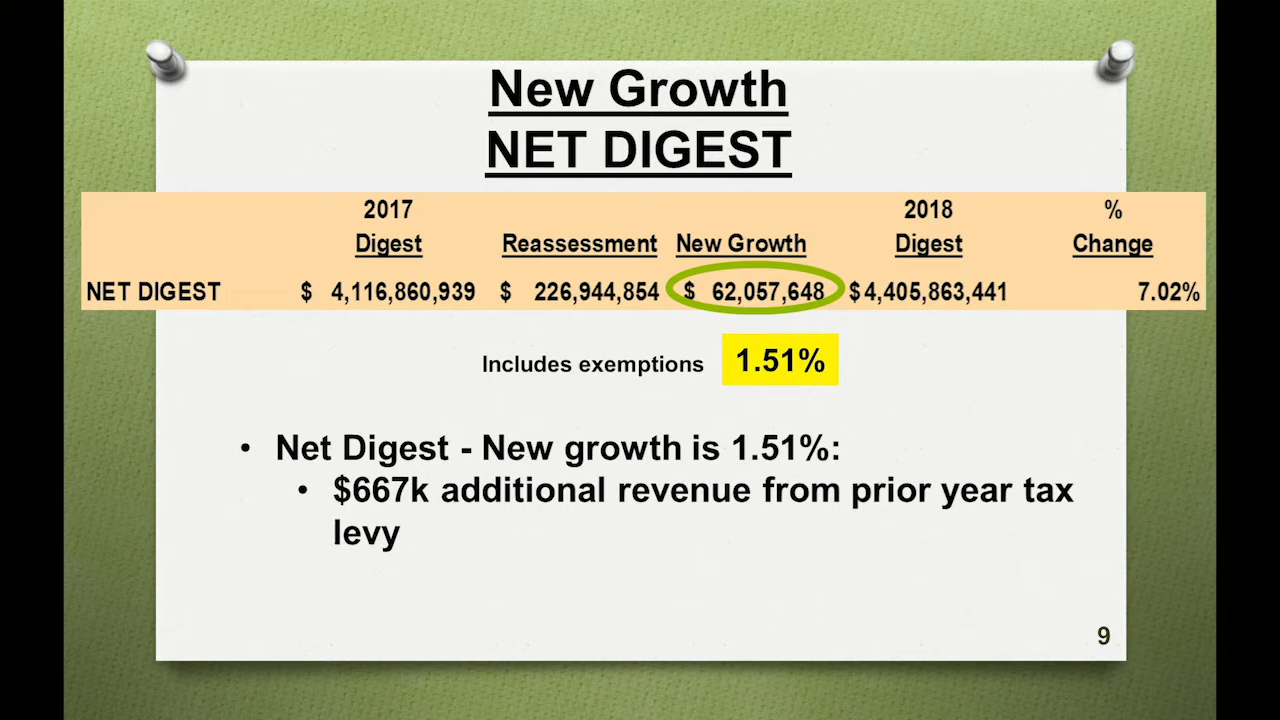 New Growth
NET DIGEST
2017 2018 %
Digest Reassessment New Growth Digest Change
NET DIGEST $ 4,116,860,939 $ 226,944,854 $ 62,057,648 $4,405,863,441 7.02%
Includes exemptions 1.51%
• Net Digest - New growth is 1.51%:
• $667k additional revenue from prior year tax
levy
9